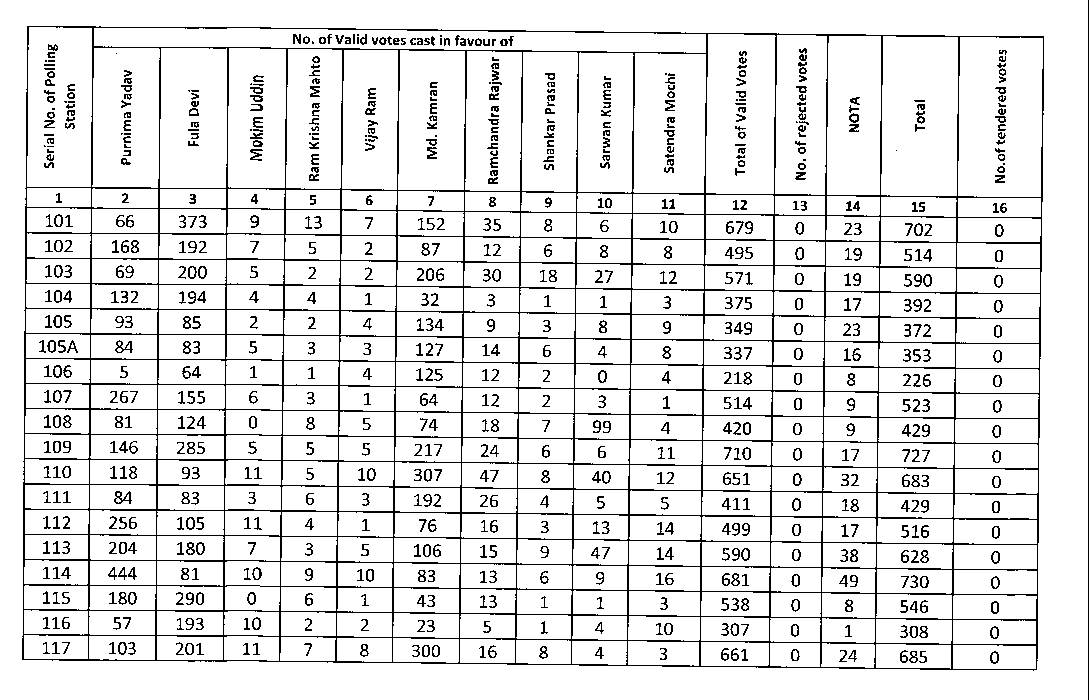 No. of Valid votes cast in favour of
Serial No. of Polling Station Purnima Yadav Fula Devi Mokim Uddin Ram Krishna Mahto Vijay Ram Md. Kamran Ramchandra Rajwar Shankar Prasad Sarwan Kumar Satendra Mochi Total of Valid Votes No. of rejected votes NOTA Total No.of tendered votes
1 2 3 4 5 6 7 8 9 10 11 12 13 14 15 16
101 66 373 9 13 7 152 35 8 6 10 679 0 23 702 0
102 168 192 7 5 2 87 12 6 8 8 495 0 19 514 0
103 69 200 5 2 2 206 30 18 27 12 571 0 19 590 0
104 132 194 4 4 1 32 3 1 1 3 375 0 17 392 0
105 93 85 2 2 4 134 9 3 8 9 349 0 23 372 0
105A 84 83 5 3 3 127 14 6 4 8 337 0 16 353 0
106 5 64 1 1 4 125 12 2 0 4 218 0 8 226 0
107 267 155 6 3 1 64 12 2 3 1 514 0 9 523 0
108 81 124 0 8 5 74 18 7 99 4 420 0 9 429 0
109 146 285 5 5 5 217 24 6 6 11 710 0 17 727 0
110 118 93 11 5 10 307 47 8 40 12 651 0 32 683 0
111 84 83 3 6 3 192 26 4 5 5 411 0 18 429 0
112 256 105 11 4 1 76 16 3 13 14 499 0 17 516 0
113 204 180 7 3 5 106 15 9 47 14 590 0 38 628 0
114 444 81 10 9 10 83 13 6 9 16 681 0 49 730 0
115 180 290 0 6 1 43 13 1 1 3 538 0 8 546 0
116 57 193 10 2 2 23 5 1 4 10 307 0 1 308 0
117 103 201 11 7 8 300 16 8 4 3 661 0 24 685 0